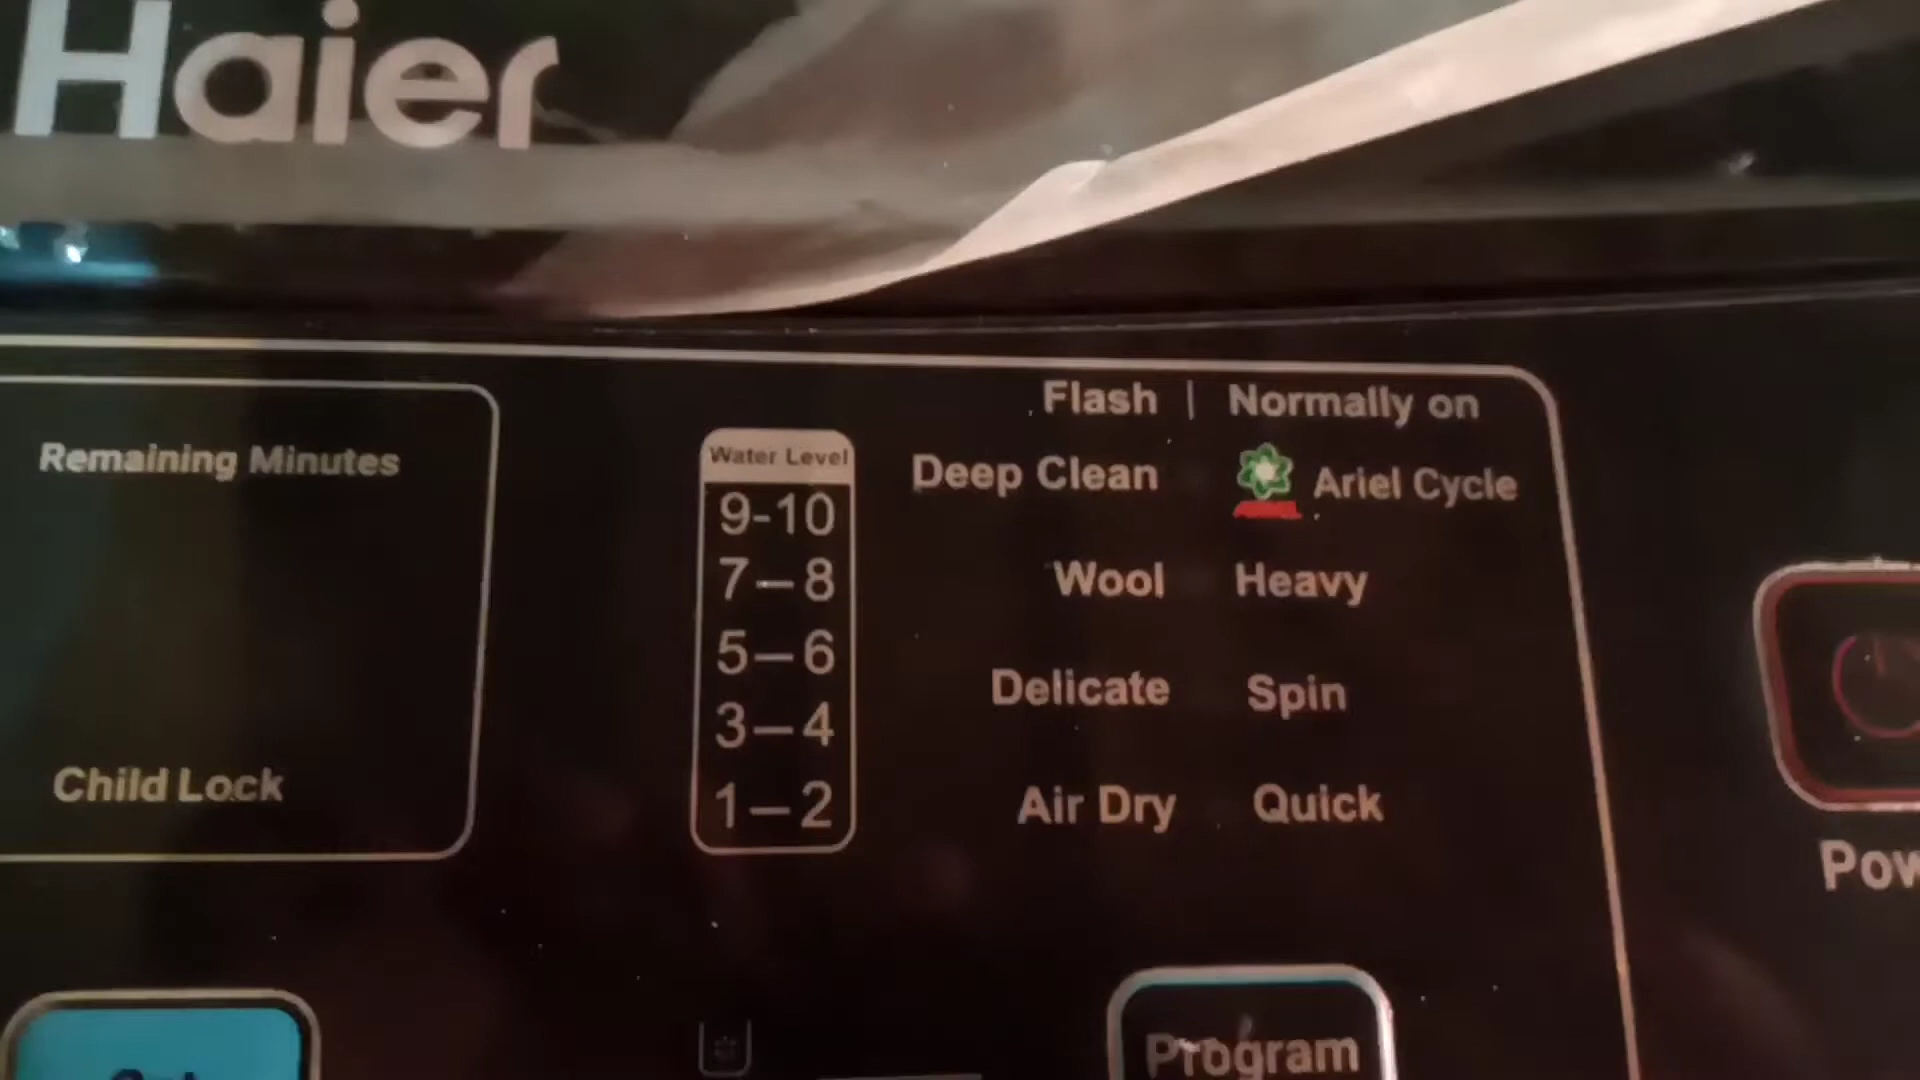 Haier
Remaining Minutes
Child Lock
Water Level
9-10
7–8
5–6
3–4
1–2
Flash | Normally on
Deep Clean Ariel Cycle
Wool Heavy
Delicate Spin
Air Dry Quick
Program